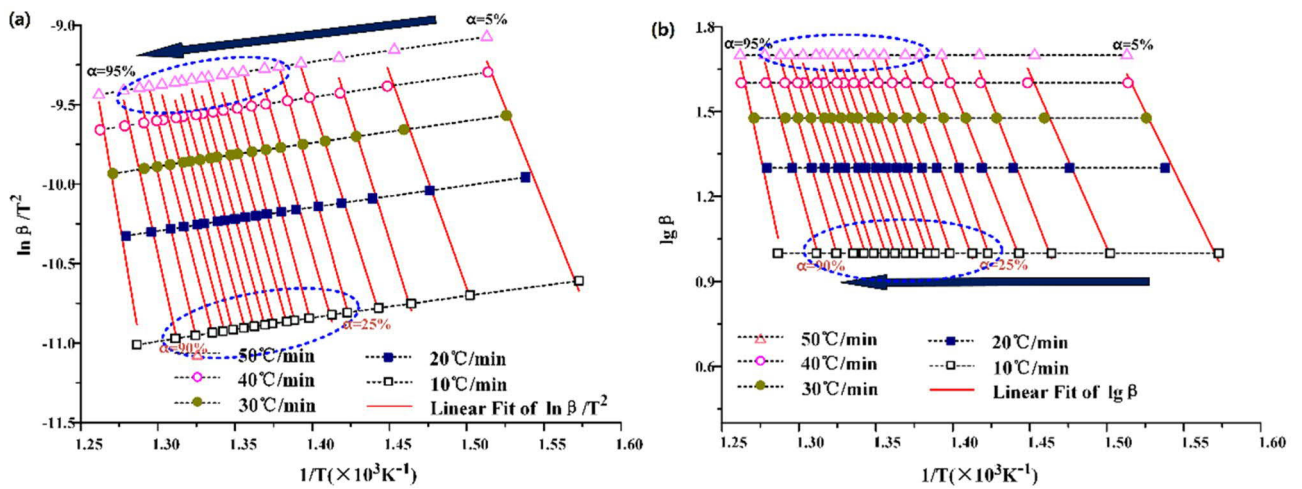 (a)
-9.0
-9.5
-10.0
-10.5
-11.0
-11.5
ln β/T²
α=5%
α=95%
α=90%
α=25%
50℃/min
40℃/min
30℃/min
20℃/min
10℃/min
Linear Fit of ln β/T²
1.25 1.30 1.35 1.40 1.45 1.50 1.55 1.60
1/T(×10³K⁻¹)
(b)
1.8
1.5
1.2
0.9
0.6
lg β
α=95%
α=5%
α=90%
α=25%
50℃/min
40℃/min
30℃/min
20℃/min
10℃/min
Linear Fit of lg β
1.25 1.30 1.35 1.40 1.45 1.50 1.55 1.60
1/T(×10³K⁻¹)